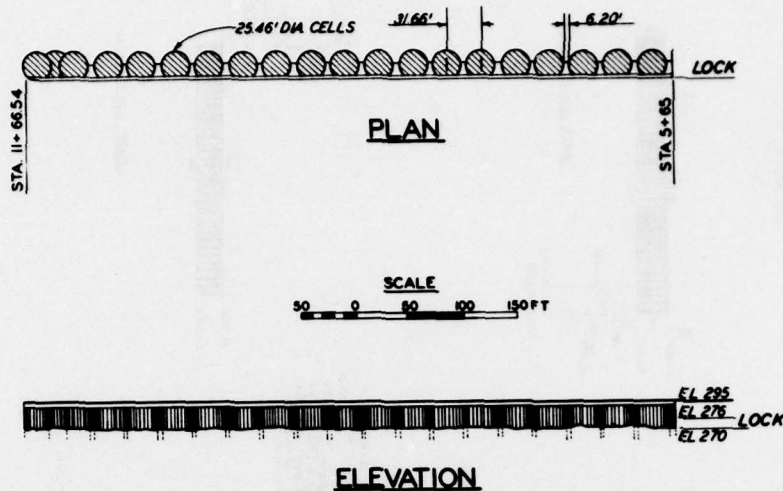 25.46' DIA. CELLS
31.66'
6.20'
LOCK
STA. 11+ 66.54
STA 5+65
PLAN
SCALE
50 0 50 100 150 FT
EL 295
EL 276
LOCK
EL 270
ELEVATION